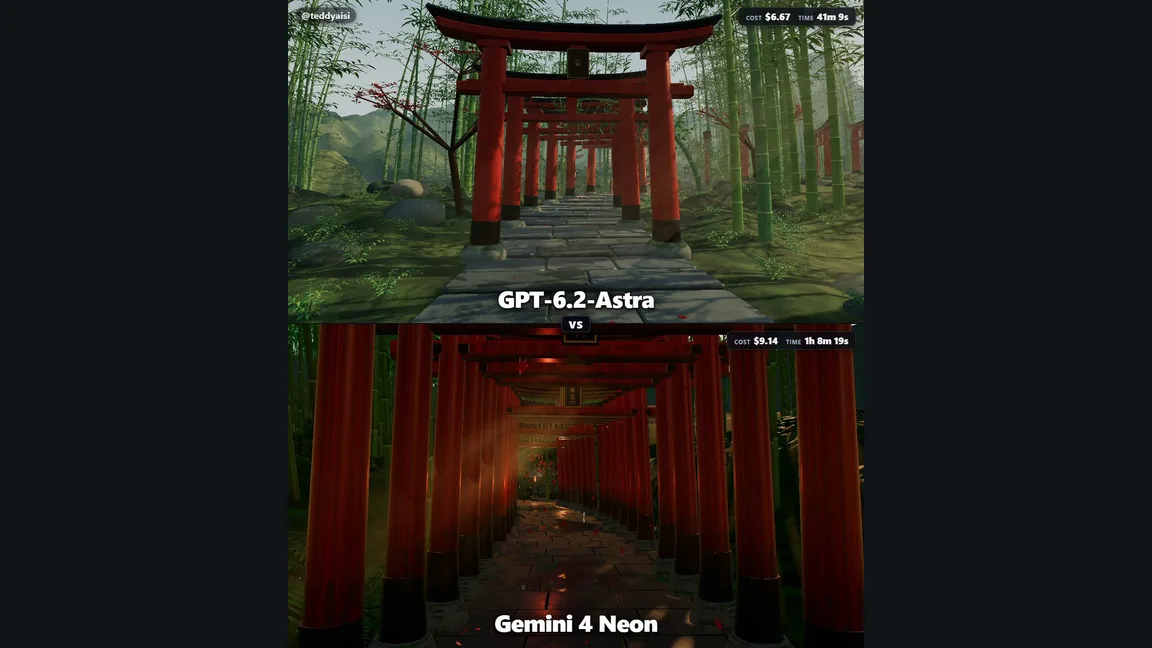 @teddyaisi
COST $6.67 TIME 41m 9s
GPT-6.2-Astra
VS
COST $9.14 TIME 1h 8m 19s
Gemini 4 Neon